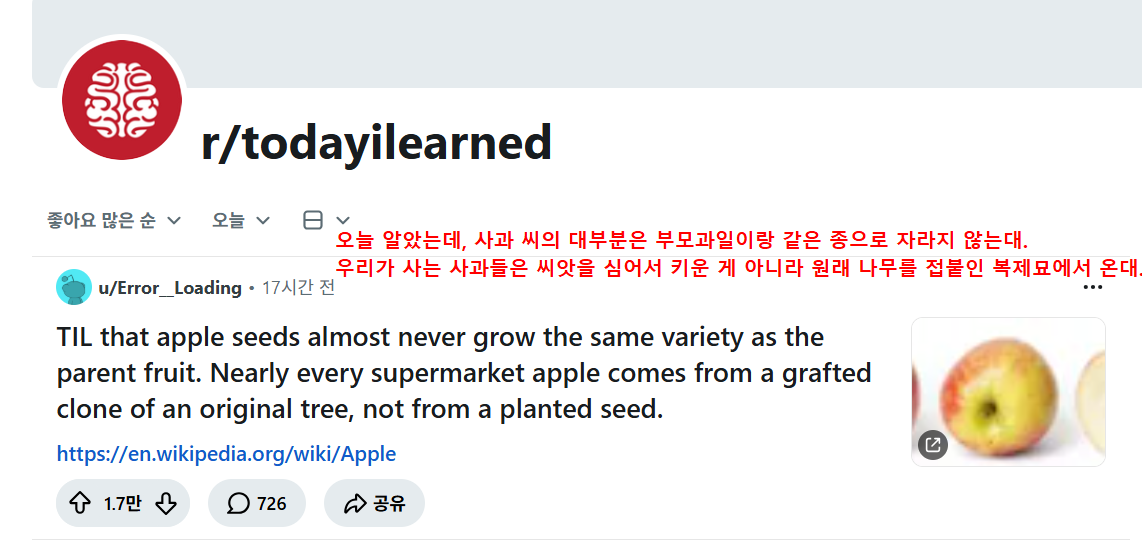 r/todayilearned
좋아요 많은 순 오늘
오늘 알았는데, 사과 씨의 대부분은 부모과일이랑 같은 종으로 자라지 않는대.
우리가 사는 사과들은 씨앗을 심어서 키운 게 아니라 원래 나무를 접붙인 복제묘에서 온대.
u/Error__Loading • 17시간 전
TIL that apple seeds almost never grow the same variety as the
parent fruit. Nearly every supermarket apple comes from a grafted
clone of an original tree, not from a planted seed.
https://en.wikipedia.org/wiki/Apple
1.7만 726 공유